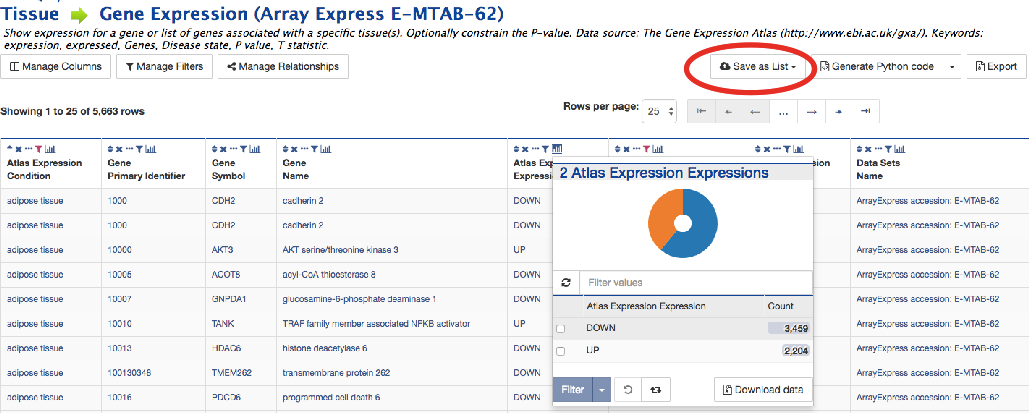 Tissue Gene Expression (Array Express E-MTAB-62)
Show expression for a gene or list of genes associated with a specific tissue(s). Optionally constrain the P-value. Data source: The Gene Expression Atlas (http://www.ebi.ac.uk/gxa/). Keywords:
expression, expressed, Genes, Disease state, P value, T statistic.
Manage Columns Manage Filters Manage Relationships Save as List Generate Python code Export
Showing 1 to 25 of 5,663 rows Rows per page: 25 ...
Atlas Expression Gene Gene Gene Atlas Exp Data Sets
Condition Primary Identifier Symbol Name Expressi Name
2 Atlas Expression Expressions
adipose tissue 1000 CDH2 cadherin 2 DOWN ArrayExpress accession: E-MTAB-62
adipose tissue 1000 CDH2 cadherin 2 DOWN ArrayExpress accession: E-MTAB-62
adipose tissue 10000 AKT3 AKT serine/threonine kinase 3 UP ArrayExpress accession: E-MTAB-62
adipose tissue 10005 ACOT8 acyl-CoA thioesterase 8 DOWN ArrayExpress accession: E-MTAB-62
Filter values
adipose tissue 10007 GNPDA1 glucosamine-6-phosphate deaminase 1 DOWN ArrayExpress accession: E-MTAB-62
Atlas Expression Expression Count
adipose tissue 10010 TANK TRAF family member associated NFKB activator UP ArrayExpress accession: E-MTAB-62
DOWN 3,459
adipose tissue 10013 HDAC6 histone deacetylase 6 DOWN ArrayExpress accession: E-MTAB-62
UP 2,204
adipose tissue 100130348 TMEM262 transmembrane protein 262 DOWN ArrayExpress accession: E-MTAB-62
adipose tissue 10016 PDCD6 programmed cell death 6 DOWN ArrayExpress accession: E-MTAB-62
Filter Download data